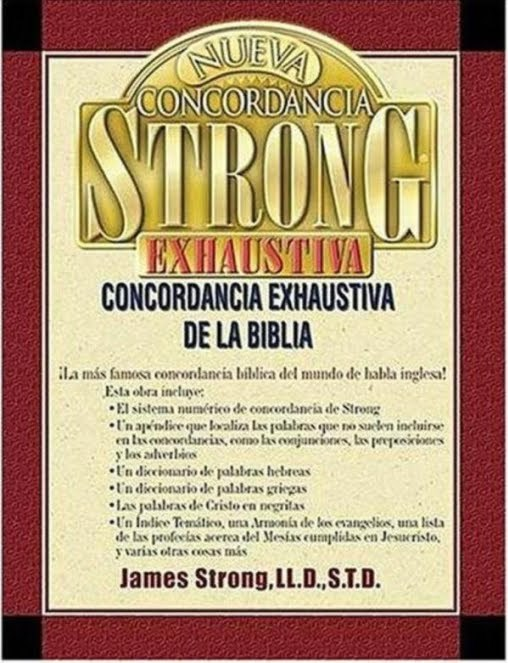 NUEVA
CONCORDANCIA
STRONG
EXHAUSTIVA
CONCORDANCIA EXHAUSTIVA
DE LA BIBLIA
¡La más famosa concordancia bíblica del mundo de habla inglesa!
Esta obra incluye:
• El sistema numérico de concordancia de Strong
• Un apéndice que localiza las palabras que no suelen incluirse
en las concordancias, como las conjunciones, las preposiciones
y los adverbios
• Un diccionario de palabras hebreas
• Un diccionario de palabras griegas
• Las palabras de Cristo en negritas
• Un Índice Temático, una Armonía de los evangelios, una lista
de las profecías acerca del Mesías cumplidas en Jesucristo,
y varias otras cosas más
James Strong, LL.D., S.T.D.